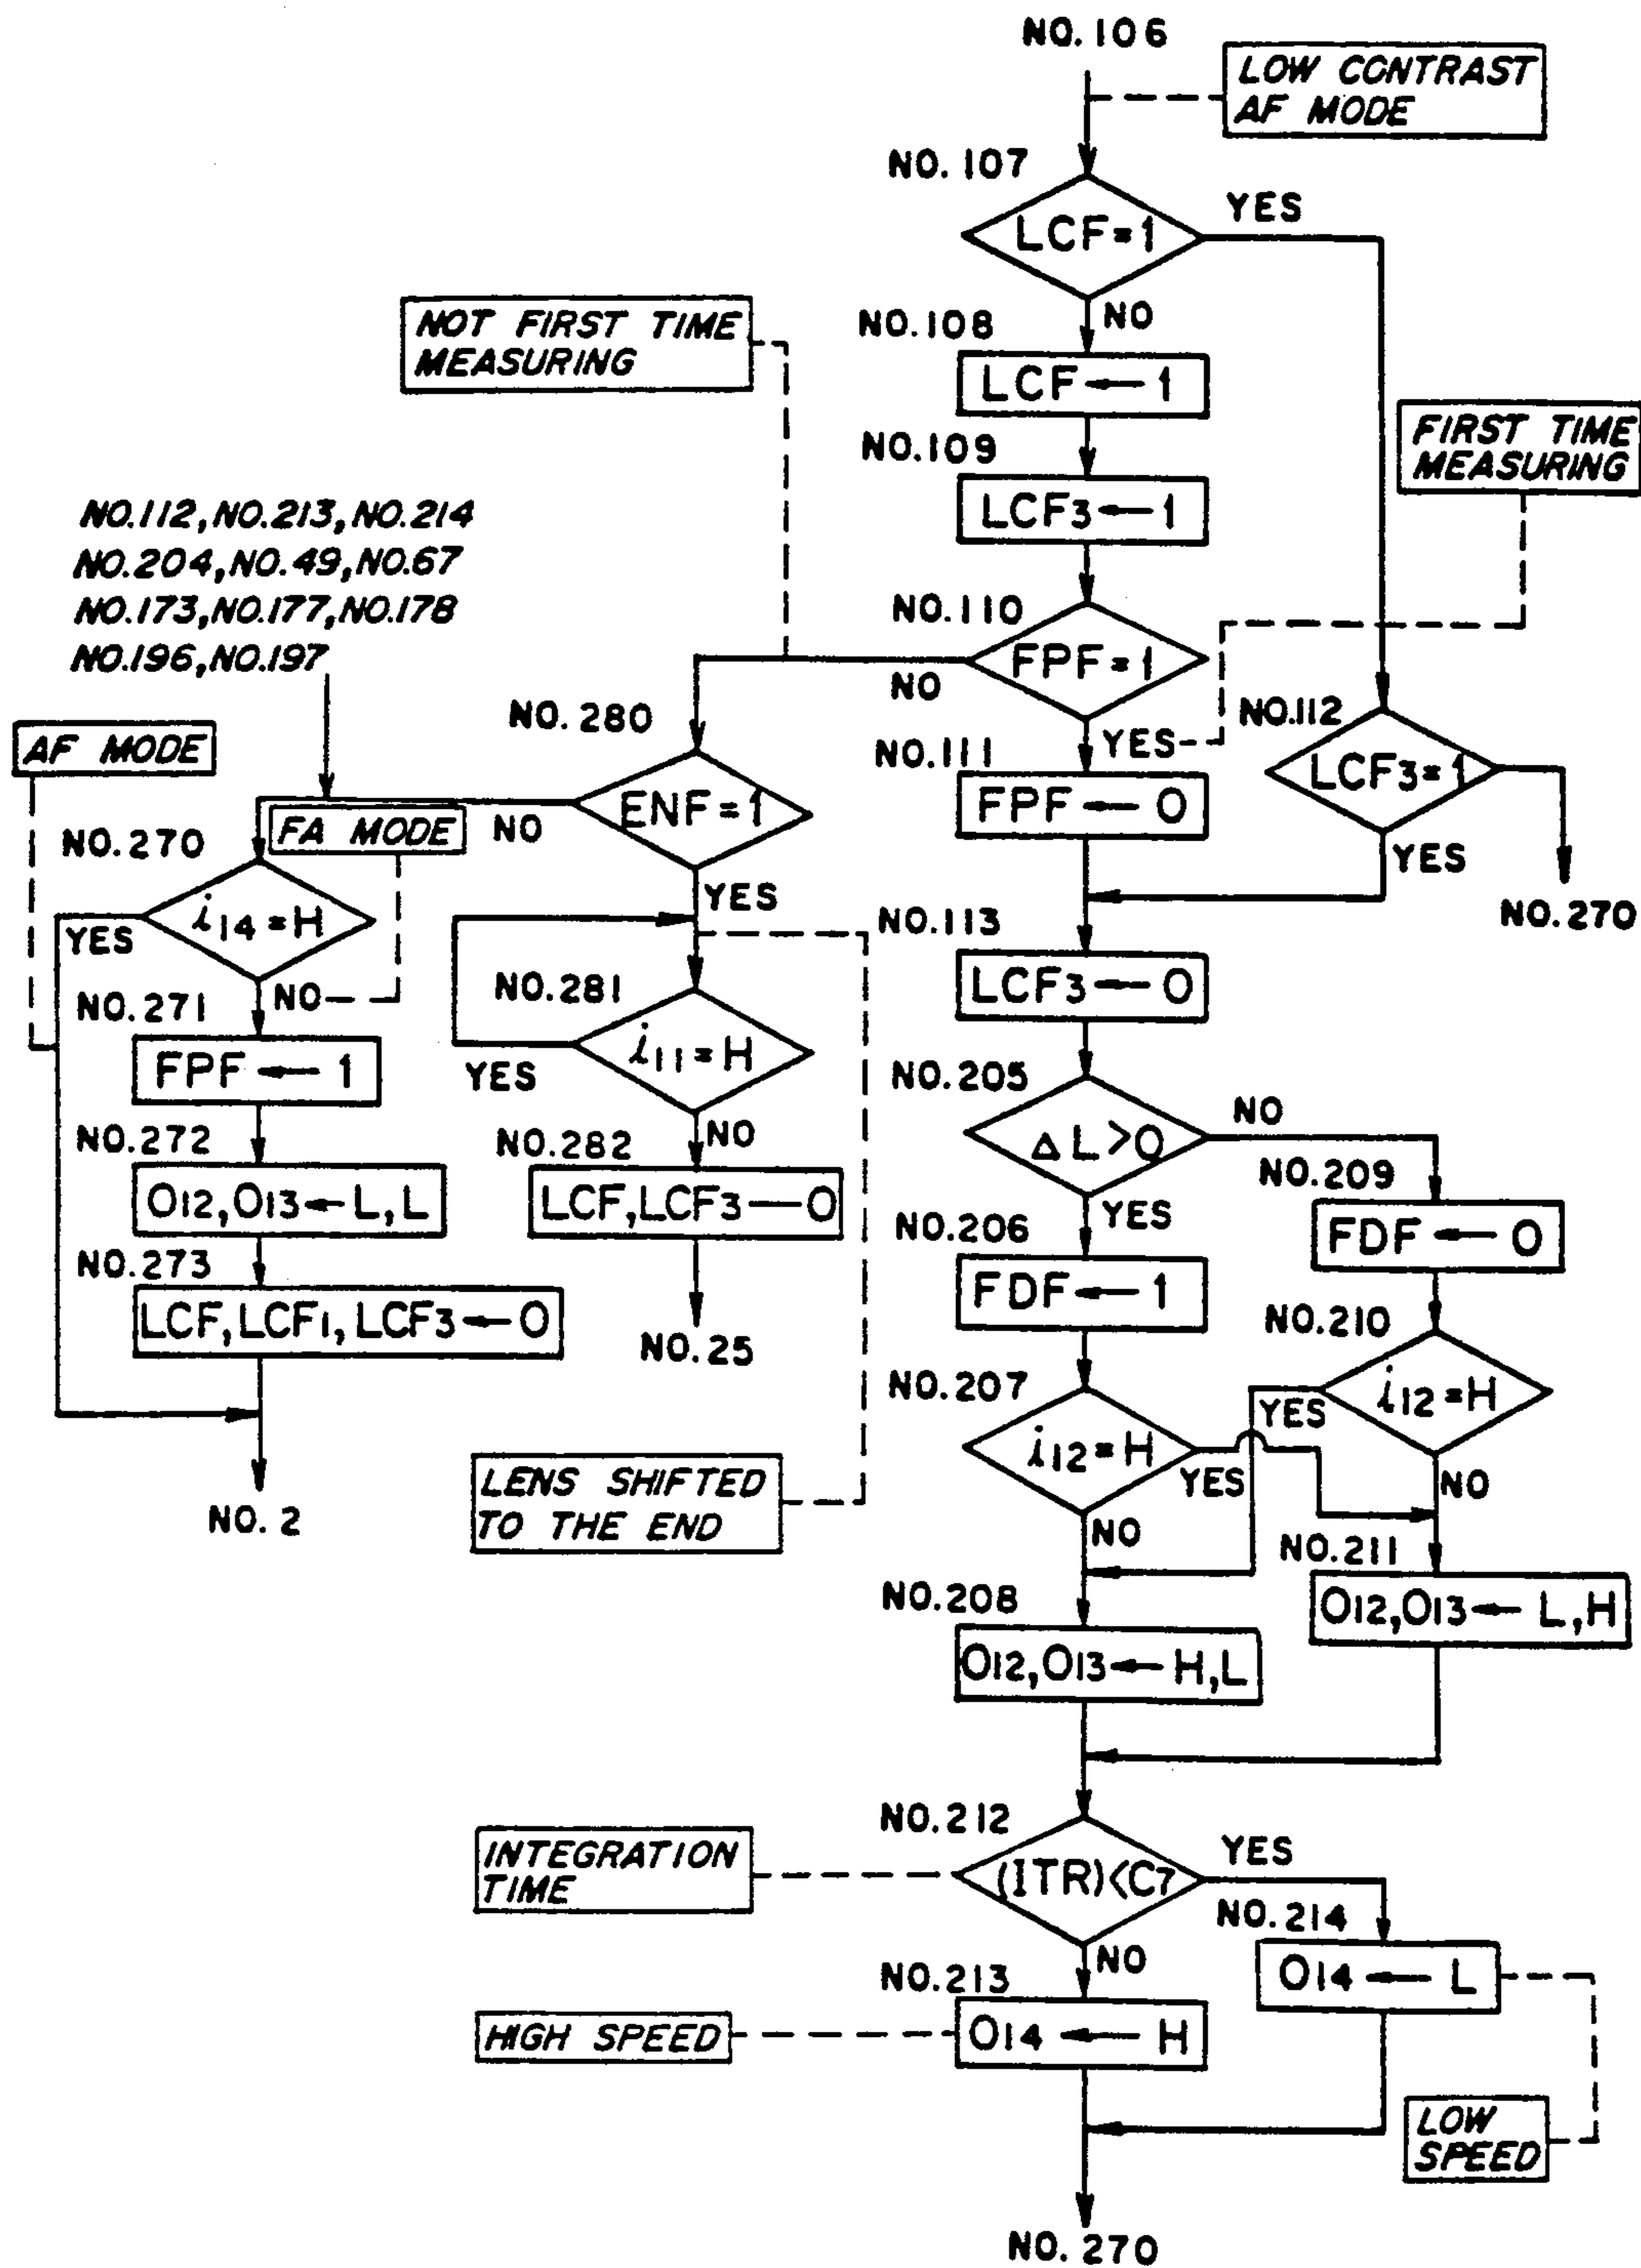 NO.106
LOW CONTRAST
AF MODE
NO.107
LCF=1
YES
NO
NOT FIRST TIME
MEASURING
NO.108
LCF←1
FIRST TIME
MEASURING
NO.109
LCF3←1
NO.112,NO.213,NO.214
NO.204,NO.49,NO.67
NO.173,NO.177,NO.178
NO.196,NO.197
NO.110
FPF=1
NO
YES
NO.280
ENF=1
NO
YES
NO.111
FPF←0
NO.112
LCF3=1
YES
NO.270
AF MODE
FA MODE
NO.270
i14=H
YES
NO
NO.271
FPF←1
NO.272
O12,O13←L,L
NO.273
LCF,LCF1,LCF3←0
NO.2
NO.281
i11=H
YES
NO
NO.282
LCF,LCF3—0
NO.25
LENS SHIFTED
TO THE END
NO.113
LCF3←0
NO.205
ΔL>0
NO
YES
NO.209
FDF←0
NO.206
FDF←1
NO.210
i12=H
YES
NO
NO.207
i12=H
YES
NO
NO.211
O12,O13←L,H
NO.208
O12,O13←H,L
NO.212
INTEGRATION
TIME
(ITR)<C7
YES
NO
NO.214
O14←L
NO.213
HIGH SPEED
O14←H
LOW
SPEED
NO.270